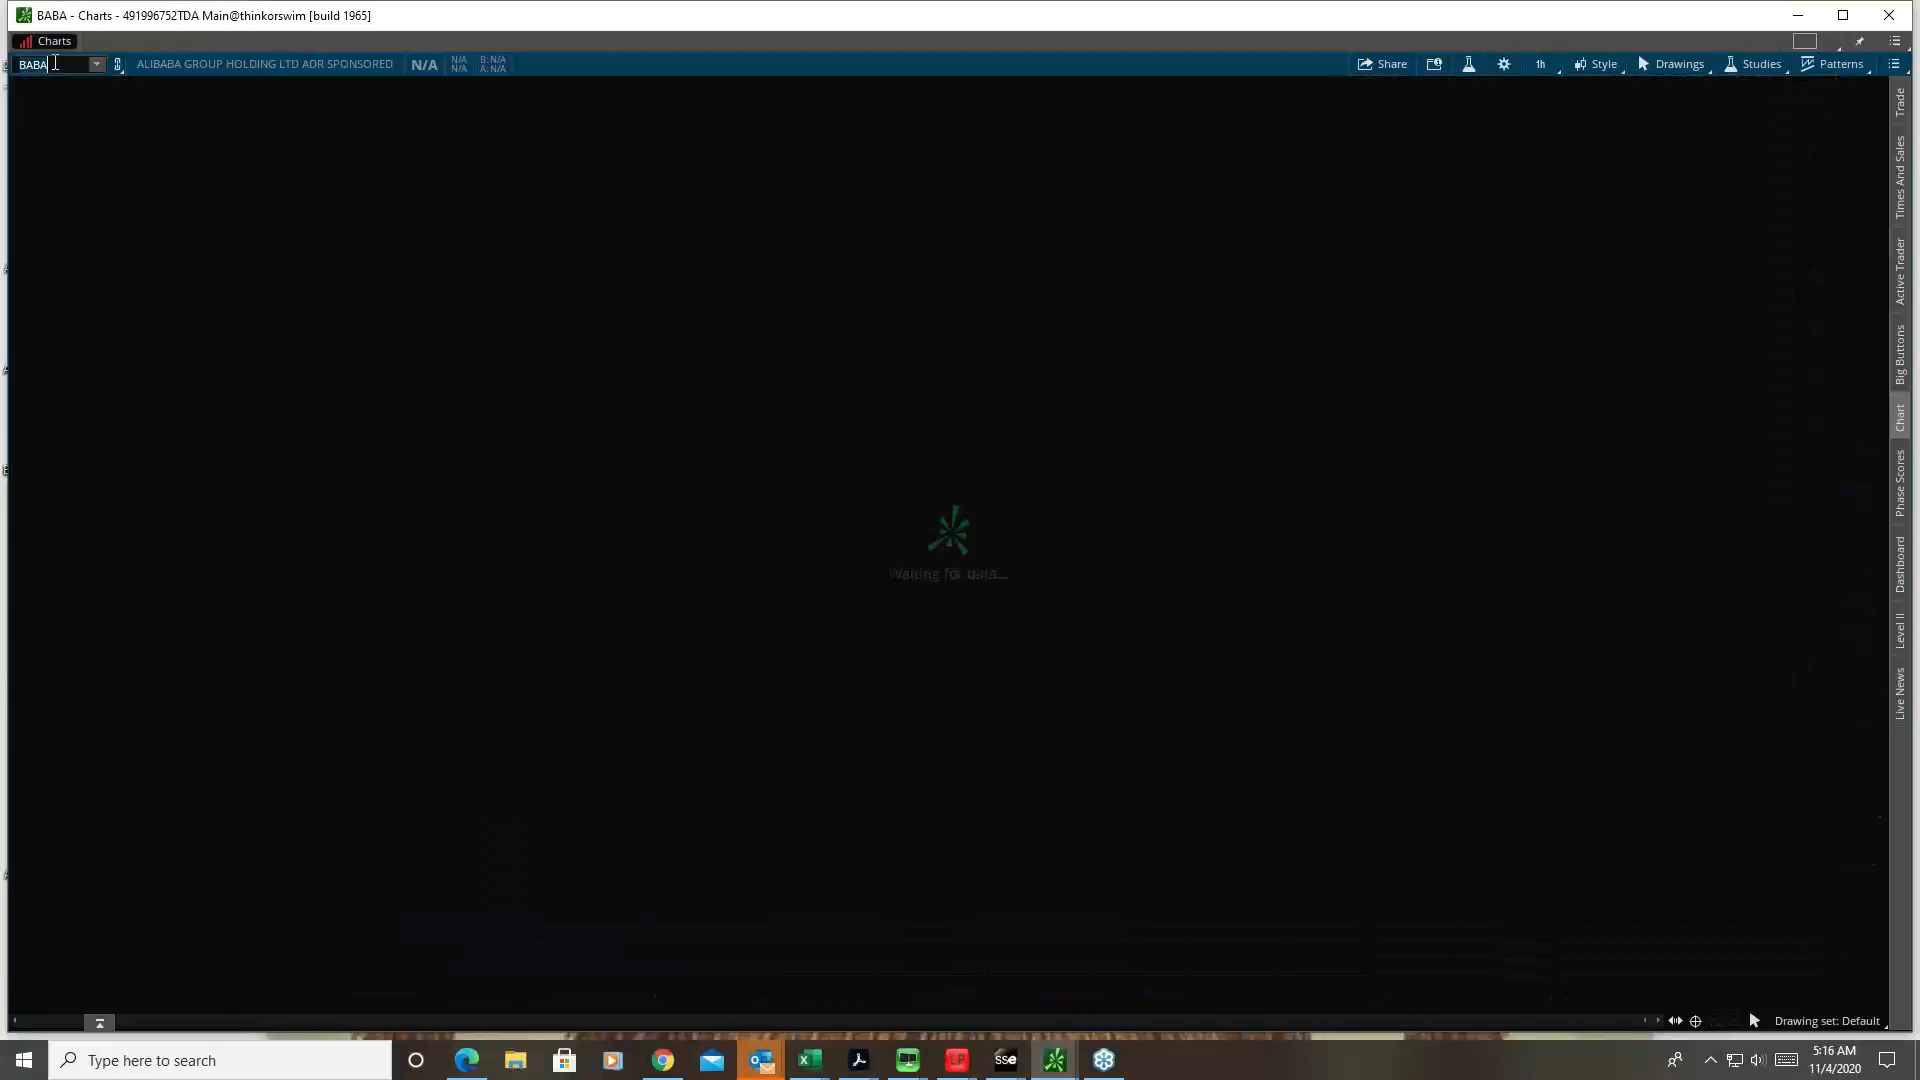 BABA - Charts - 491996752TDA Main@thinkorswim [build 1965]
Charts
BABA
ALIBABA GROUP HOLDING LTD ADR SPONSORED
N/A
N/A
N/A
B: N/A
A: N/A
Share
1h
Style
Drawings
Studies
Patterns
Trade
Times And Sales
Active Trader
Big Buttons
Chart
Phase Scores
Dashboard
Level II
Live News
Waiting for data...
Drawing set: Default
Type here to search
LP
sse
5:16 AM
11/4/2020